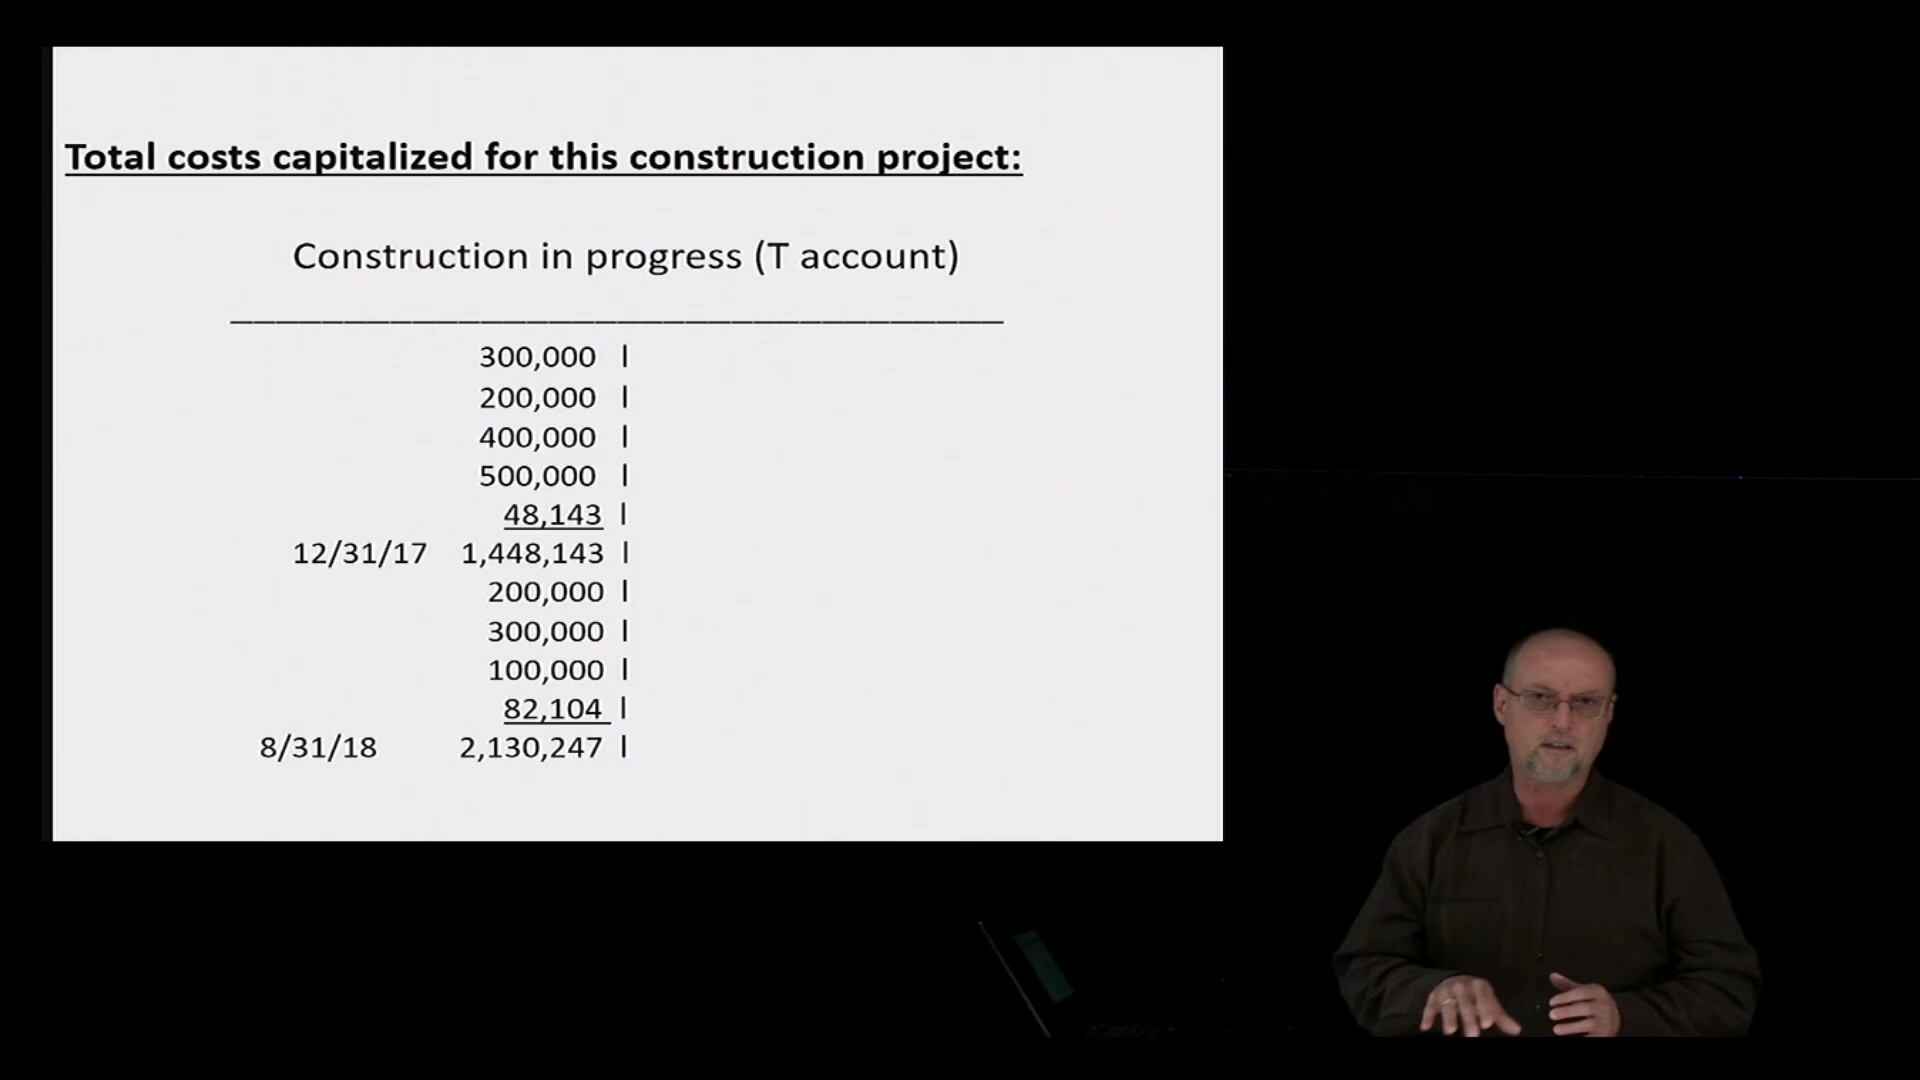 Total costs capitalized for this construction project:
Construction in progress (T account)
__________________________________
300,000 l
200,000 l
400,000 l
500,000 l
48,143 l
12/31/17 1,448,143 l
200,000 l
300,000 l
100,000 l
82,104 l
8/31/18 2,130,247 l